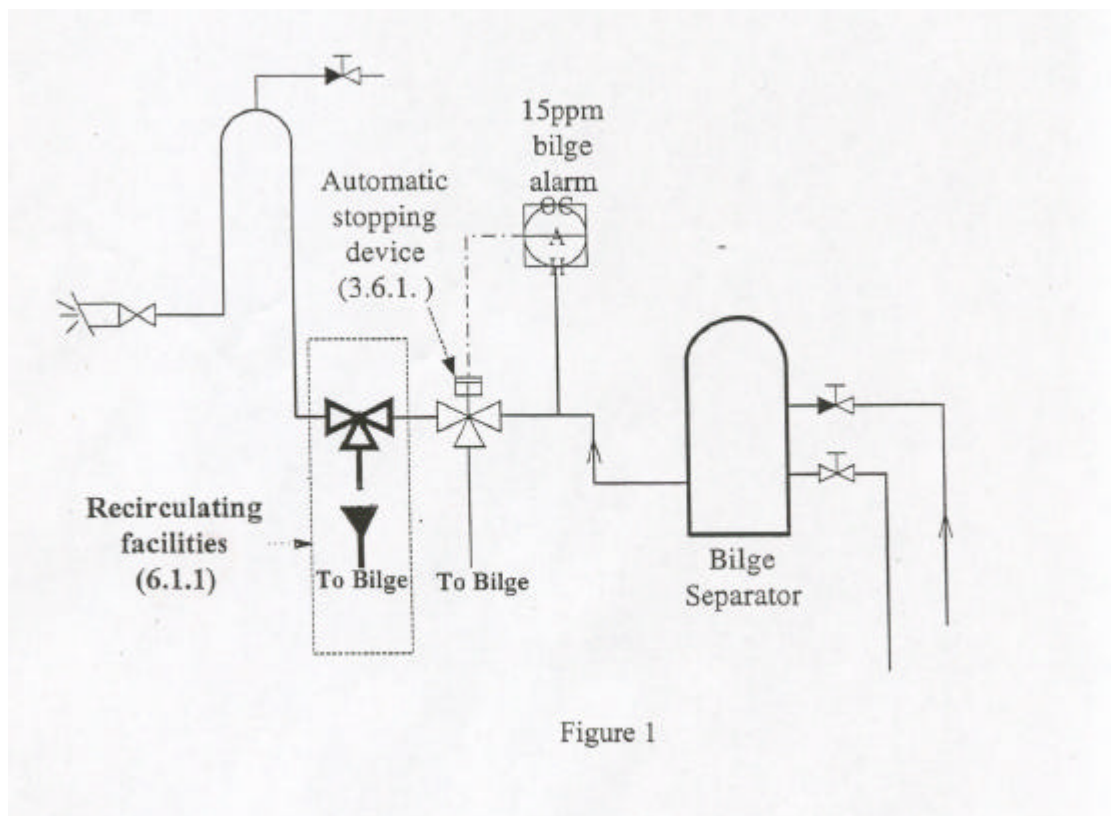 15ppm
bilge
alarm
OC
A
H
Automatic
stopping
device
(3.6.1. )
Recirculating
facilities
(6.1.1)
To Bilge
To Bilge
Bilge
Separator
Figure 1